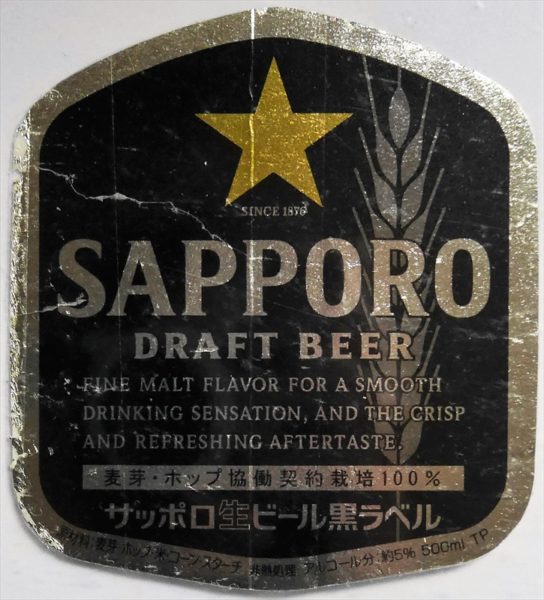 SINCE 1876
SAPPORO
DRAFT BEER
FINE MALT FLAVOR FOR A SMOOTH
DRINKING SENSATION, AND THE CRISP
AND REFRESHING AFTERTASTE.
麦芽・ホップ協働契約栽培100%
サッポロ生ビール黒ラベル
原材料:麦芽・ホップ・米・コーン・スターチ 非熱処理 アルコール分:約5% 500ml TP